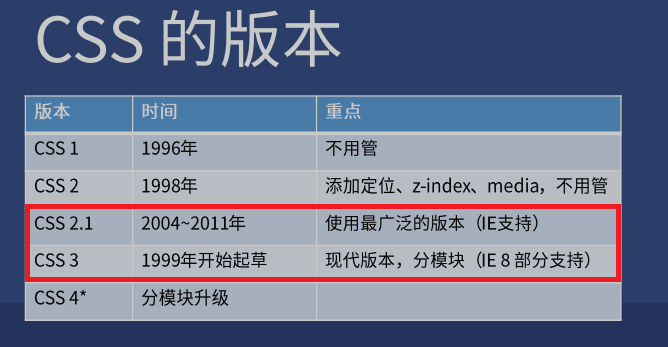 CSS 的版本
版本 时间 重点
CSS 1 1996年 不用管
CSS 2 1998年 添加定位、z-index、media，不用管
CSS 2.1 2004~2011年 使用最广泛的版本（IE支持）
CSS 3 1999年开始起草 现代版本，分模块（IE 8 部分支持）
CSS 4* 分模块升级